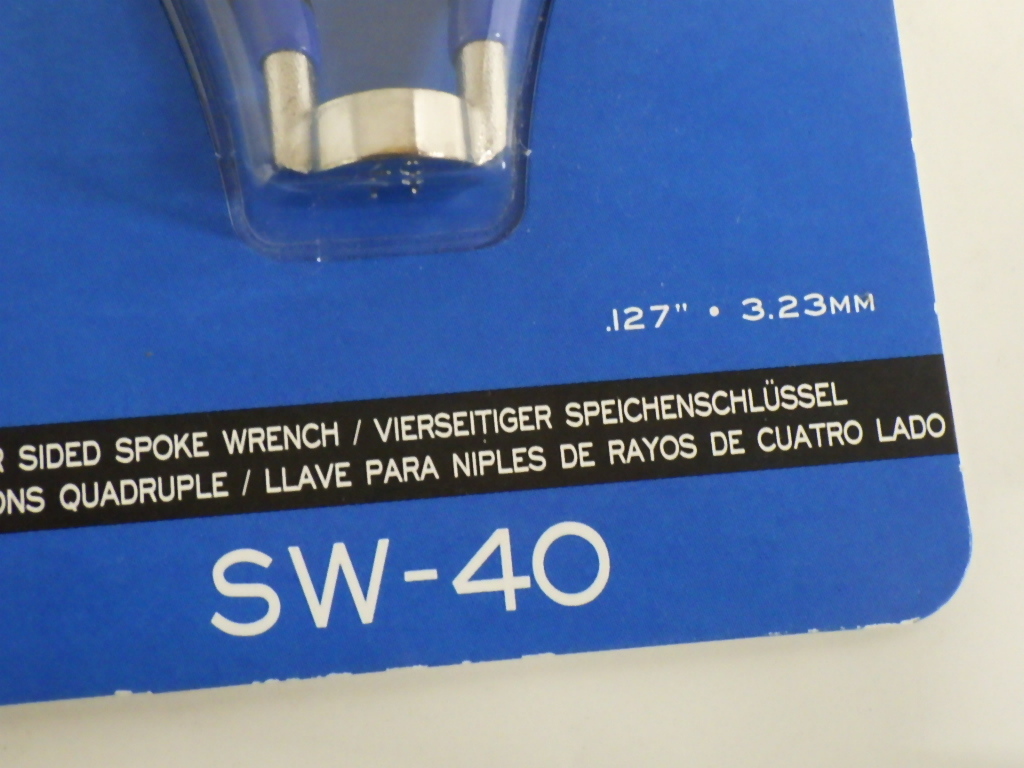 .127" • 3.23MM
SIDED SPOKE WRENCH / VIERSEITIGER SPEICHENSCHLÜSSEL
QUADRUPLE / LLAVE PARA NIPLES DE RAYOS DE CUATRO LADO
SW-40